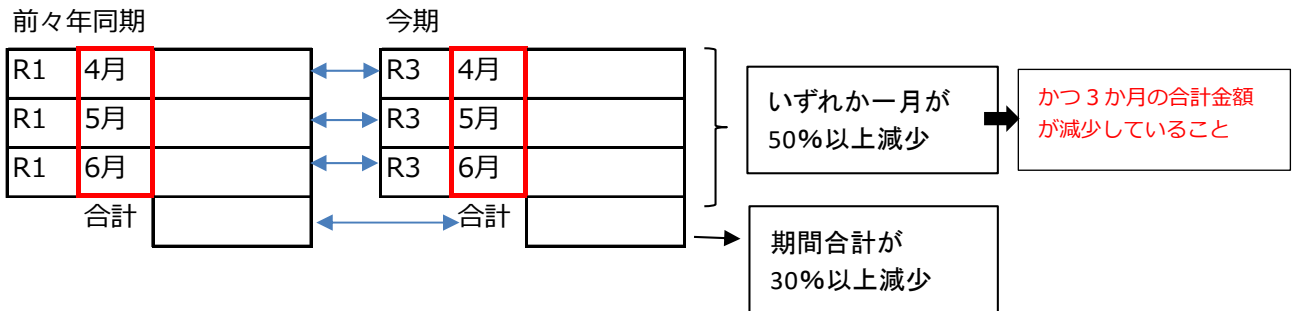 前々年同期
今期
R1 4月
R3 4月
R1 5月
R3 5月
R1 6月
R3 6月
合計
合計
いずれか一月が
50%以上減少
かつ３か月の合計金額
が減少していること
期間合計が
30%以上減少